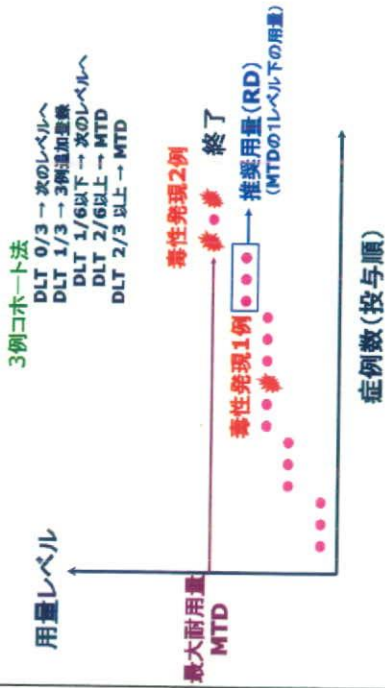 3例コホート法
DLT 0/3 → 次のレベルへ
DLT 1/3 → 3例追加登録
DLT 1/6以下 → 次のレベルへ
DLT 2/6以上 → MTD
DLT 2/3 以上 → MTD
用量レベル
毒性発現2例
終了
最大耐用量
MTD
毒性発現1例
推奨用量(RD)
(MTDの1レベル下の用量)
症例数(投与順)